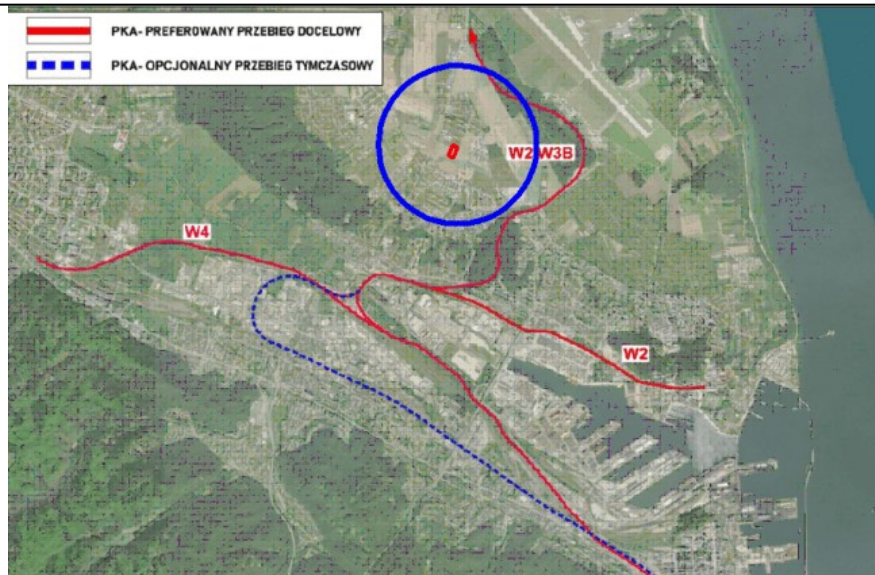 PKA- PREFEROWANY PRZEBIEG DOCELOWY
PKA- OPCJONALNY PRZEBIEG TYMCZASOWY
W2 W3B
W4
W2